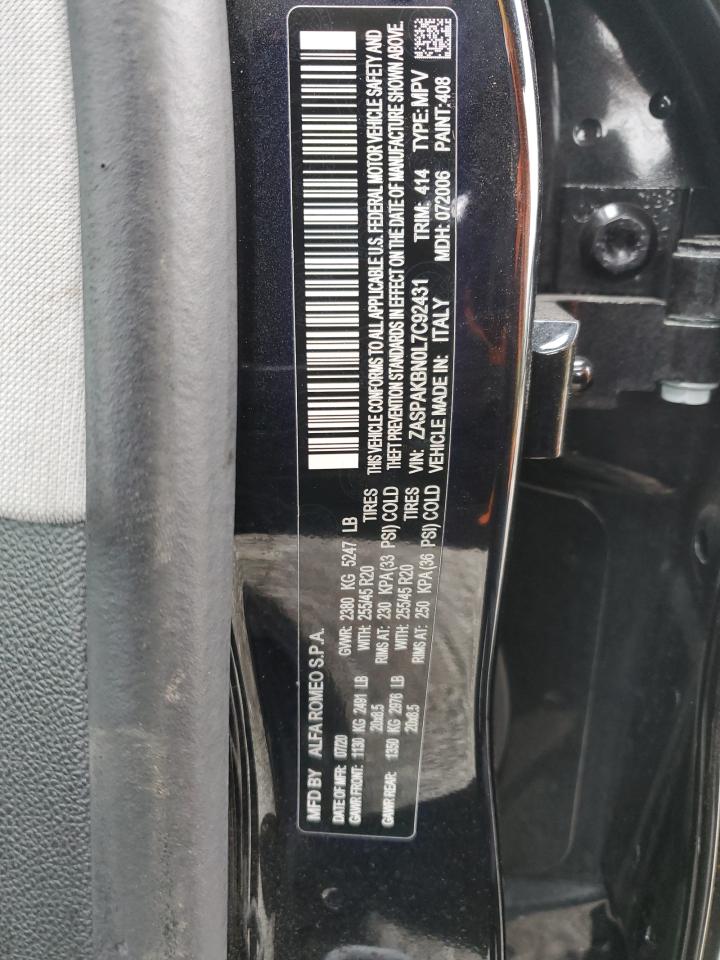 MFD BY ALFA ROMEO S.P.A.
DATE OF MFR: 07/20 GVWR: 2380 KG 5247 LB
GAWR FRONT: 1130 KG 2491 LB WITH: 255/45 R20 TIRES
20x8.5 RIMS AT: 230 KPA(33 PSI) COLD
GAWR REAR: 1350 KG 2976 LB WITH: 255/45 R20 TIRES
20x8.5 RIMS AT: 250 KPA(36 PSI) COLD
THIS VEHICLE CONFORMS TO ALL APPLICABLE U.S. FEDERAL MOTOR VEHICLE SAFETY AND
THEFT PREVENTION STANDARDS IN EFFECT ON THE DATE OF MANUFACTURE SHOWN ABOVE.
VIN: ZASPAKBN0L7C92431 TRIM: 414 TYPE: MPV
VEHICLE MADE IN: ITALY MDH: 072006 PAINT: 408